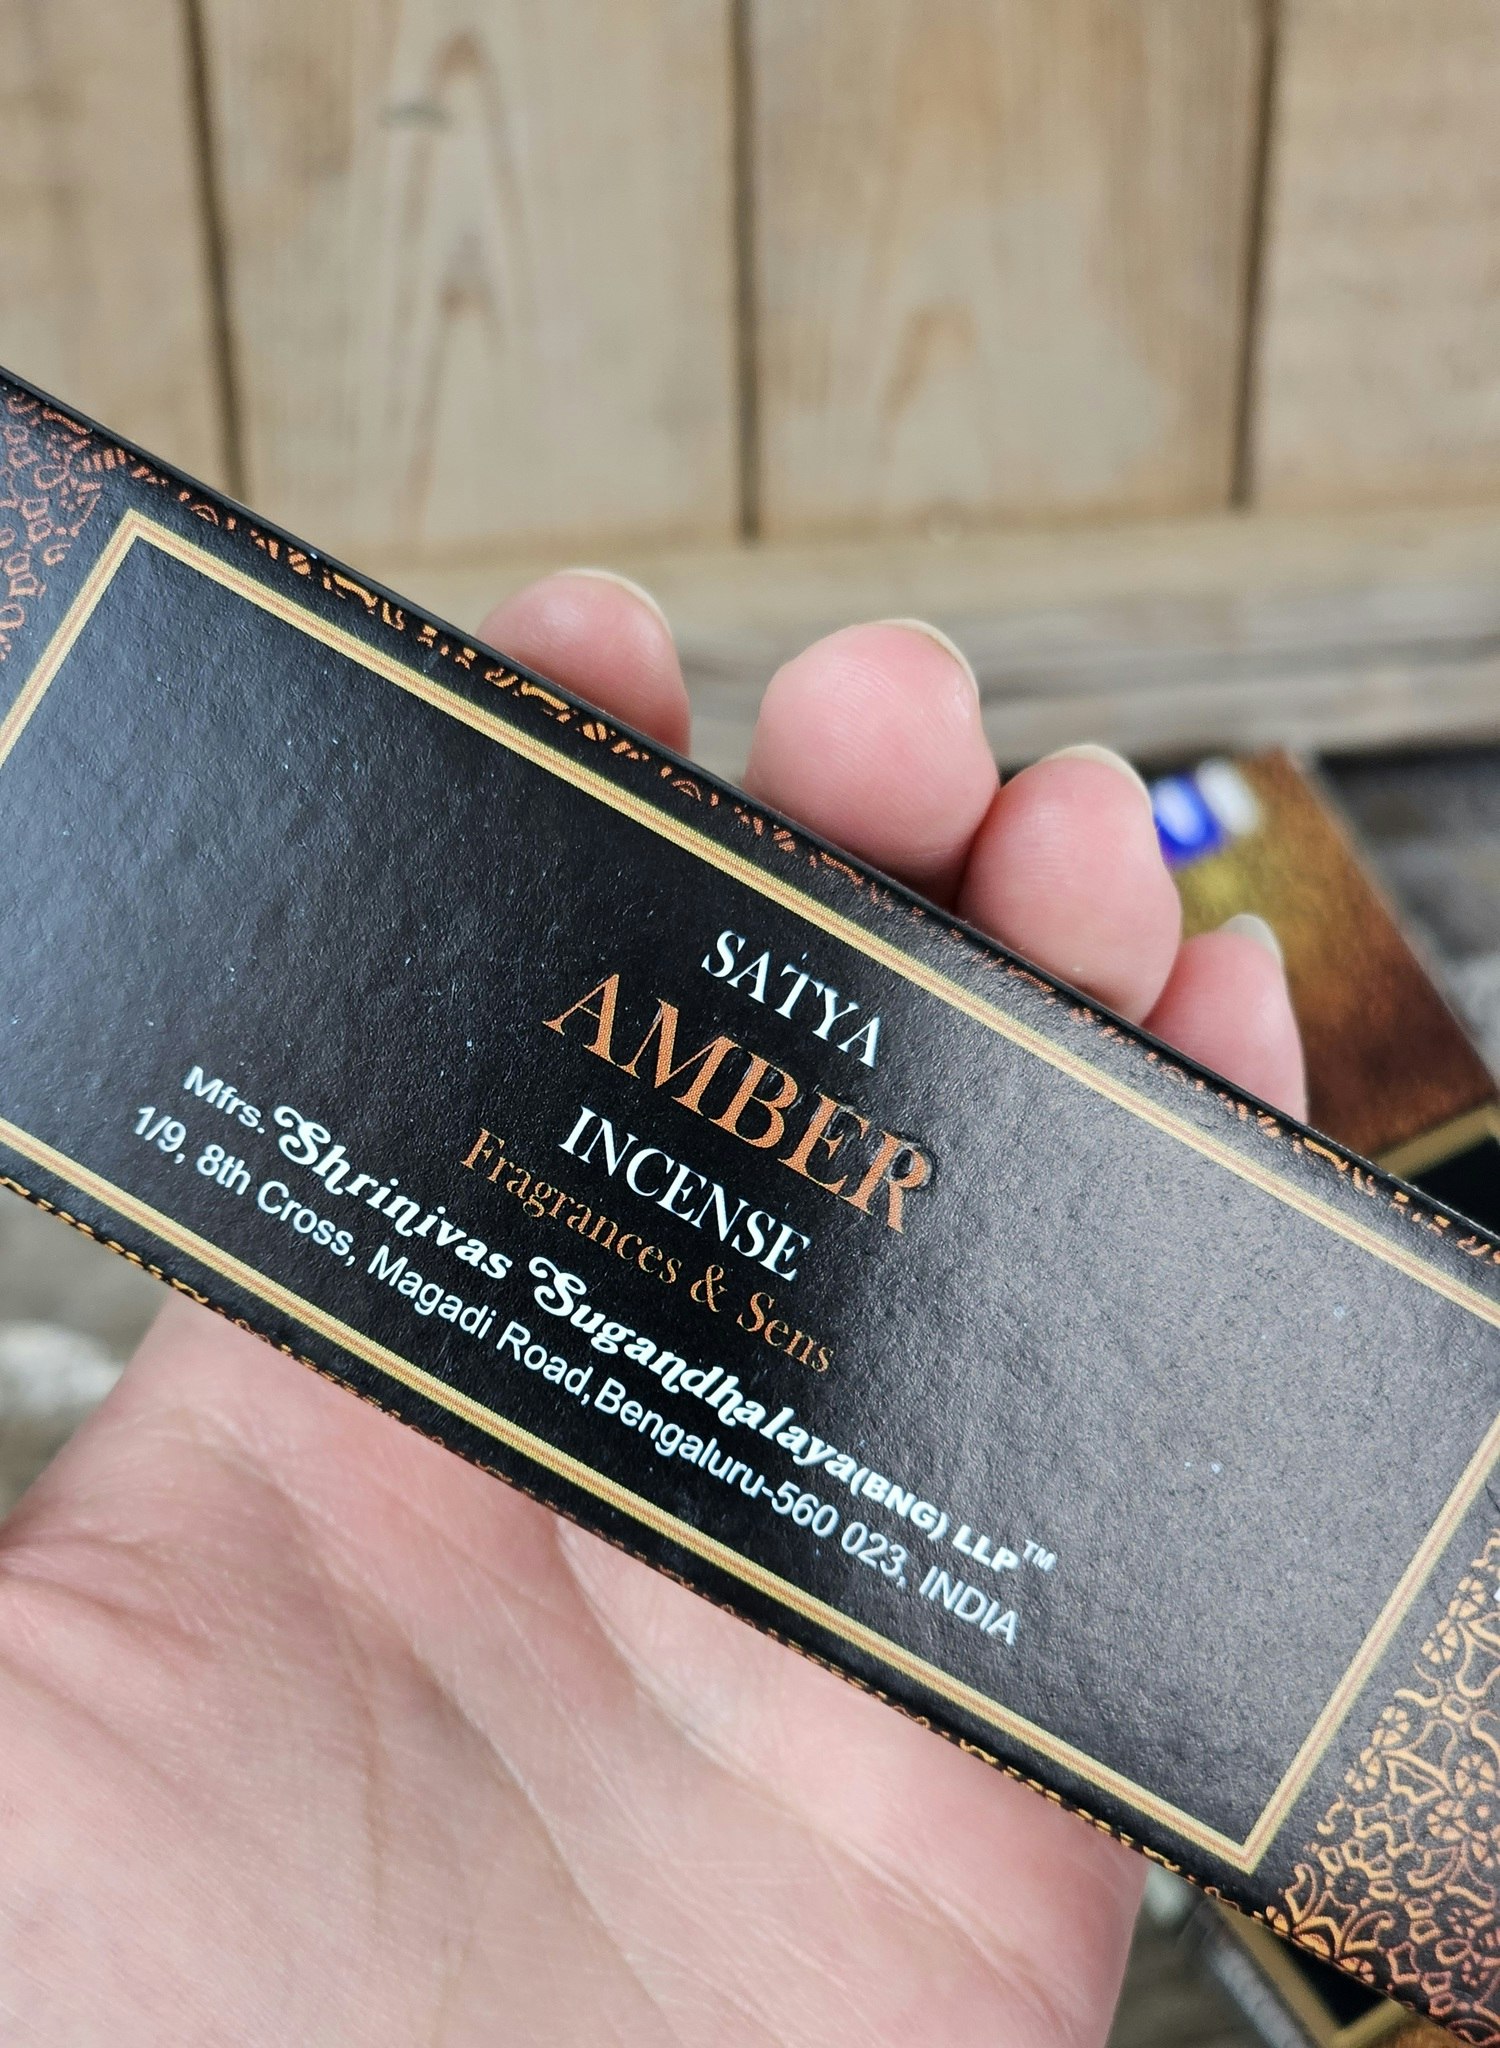 SATYA
AMBER
INCENSE
Fragrances & Sens
Mfrs. Shrinivas Sugandhalaya(BNG) LLP™
1/9, 8th Cross, Magadi Road, Bengaluru-560 023, INDIA